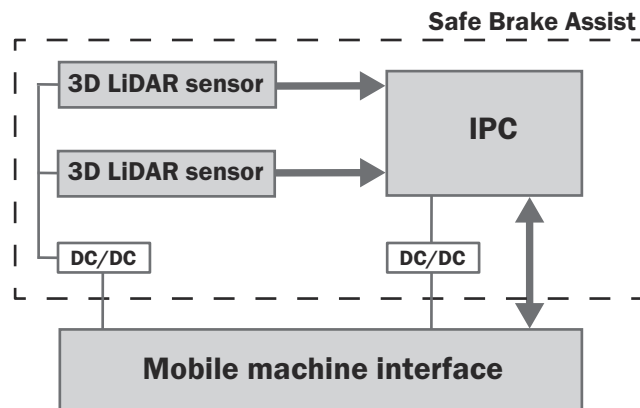 Safe Brake Assist
3D LiDAR sensor
IPC
3D LiDAR sensor
DC/DC
DC/DC
Mobile machine interface